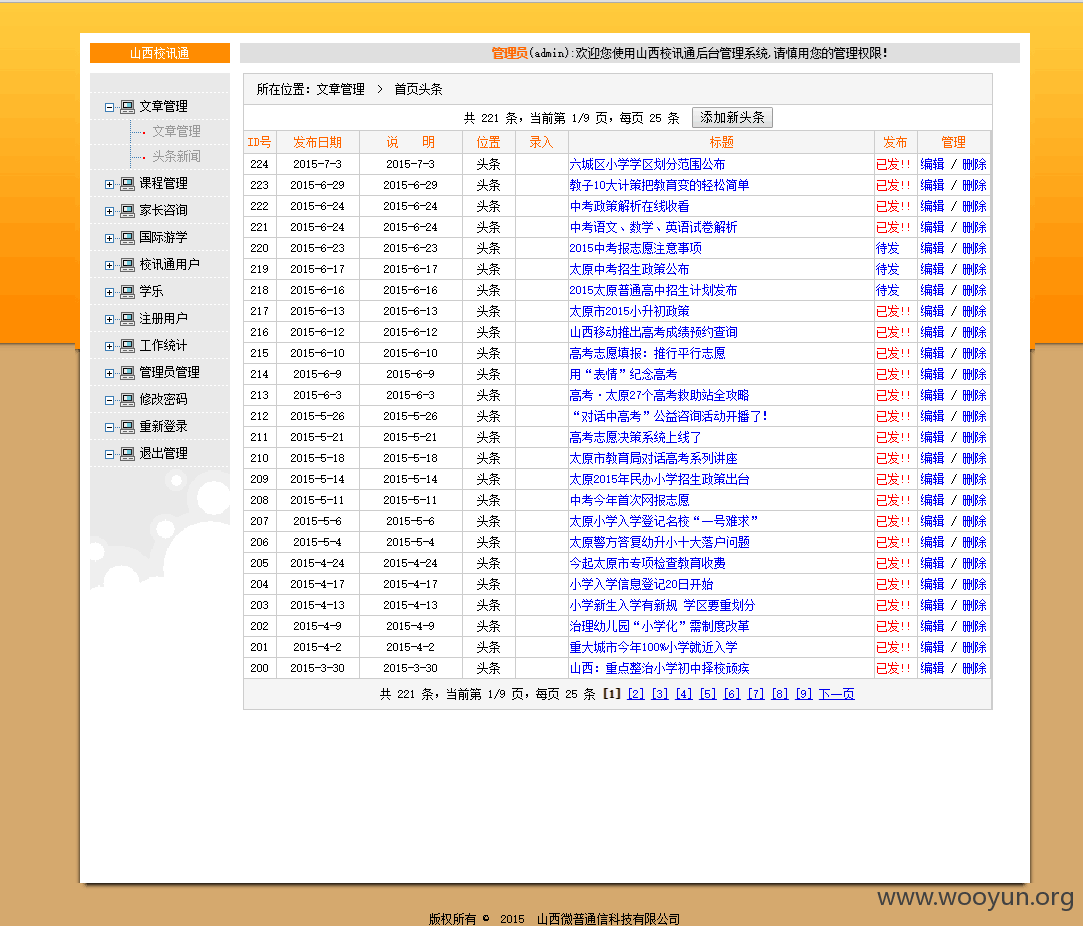 山西校讯通
管理员(admin):欢迎您使用山西校讯通后台管理系统,请慎用您的管理权限!
文章管理
文章管理
头条新闻
课程管理
家长咨询
国际游学
校讯通用户
学乐
注册用户
工作统计
管理员管理
修改密码
重新登录
退出管理
所在位置: 文章管理 > 首页头条
共 221 条,当前第 1/9 页,每页 25 条 添加新头条
ID号 发布日期 说 明 位置 录入 标题 发布 管理
224 2015-7-3 2015-7-3 头条 六城区小学学区划分范围公布 已发!! 编辑 / 删除
223 2015-6-29 2015-6-29 头条 教子10大计策把教育变的轻松简单 已发!! 编辑 / 删除
222 2015-6-24 2015-6-24 头条 中考政策解析在线收看 已发!! 编辑 / 删除
221 2015-6-24 2015-6-24 头条 中考语文、数学、英语试卷解析 已发!! 编辑 / 删除
220 2015-6-23 2015-6-23 头条 2015中考报志愿注意事项 待发 编辑 / 删除
219 2015-6-17 2015-6-17 头条 太原中考招生政策公布 待发 编辑 / 删除
218 2015-6-16 2015-6-16 头条 2015太原普通高中招生计划发布 待发 编辑 / 删除
217 2015-6-13 2015-6-13 头条 太原市2015小升初政策 已发!! 编辑 / 删除
216 2015-6-12 2015-6-12 头条 山西移动推出高考成绩预约查询 已发!! 编辑 / 删除
215 2015-6-10 2015-6-10 头条 高考志愿填报: 推行平行志愿 已发!! 编辑 / 删除
214 2015-6-9 2015-6-9 头条 用“表情”纪念高考 已发!! 编辑 / 删除
213 2015-6-3 2015-6-3 头条 高考·太原27个高考救助站全攻略 已发!! 编辑 / 删除
212 2015-5-26 2015-5-26 头条 “对话中高考”公益咨询活动开播了! 已发!! 编辑 / 删除
211 2015-5-21 2015-5-21 头条 高考志愿决策系统上线了 已发!! 编辑 / 删除
210 2015-5-18 2015-5-18 头条 太原市教育局对话高考系列讲座 已发!! 编辑 / 删除
209 2015-5-14 2015-5-14 头条 太原2015年民办小学招生政策出台 已发!! 编辑 / 删除
208 2015-5-11 2015-5-11 头条 中考今年首次网报志愿 已发!! 编辑 / 删除
207 2015-5-6 2015-5-6 头条 太原小学入学登记名校“一号难求” 已发!! 编辑 / 删除
206 2015-5-4 2015-5-4 头条 太原警方答复幼升小十大落户问题 已发!! 编辑 / 删除
205 2015-4-24 2015-4-24 头条 今起太原市专项检查教育收费 已发!! 编辑 / 删除
204 2015-4-17 2015-4-17 头条 小学入学信息登记20日开始 已发!! 编辑 / 删除
203 2015-4-13 2015-4-13 头条 小学新生入学有新规 学区要重划分 已发!! 编辑 / 删除
202 2015-4-9 2015-4-9 头条 治理幼儿园“小学化”需制度改革 已发!! 编辑 / 删除
201 2015-4-2 2015-4-2 头条 重大城市今年100%小学就近入学 已发!! 编辑 / 删除
200 2015-3-30 2015-3-30 头条 山西: 重点整治小学初中择校顽疾 已发!! 编辑 / 删除
共 221 条,当前第 1/9 页,每页 25 条 [1] [2] [3] [4] [5] [6] [7] [8] [9] 下一页
www.wooyun.org
版权所有 © 2015 山西微普通信科技有限公司